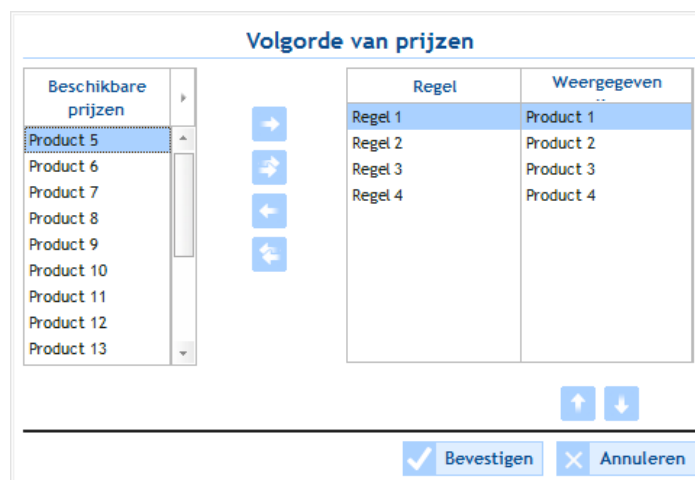 Volgorde van prijzen
Beschikbare
prijzen
Product 5
Product 6
Product 7
Product 8
Product 9
Product 10
Product 11
Product 12
Product 13
Regel Weergegeven
Regel 1 Product 1
Regel 2 Product 2
Regel 3 Product 3
Regel 4 Product 4
Bevestigen Annuleren